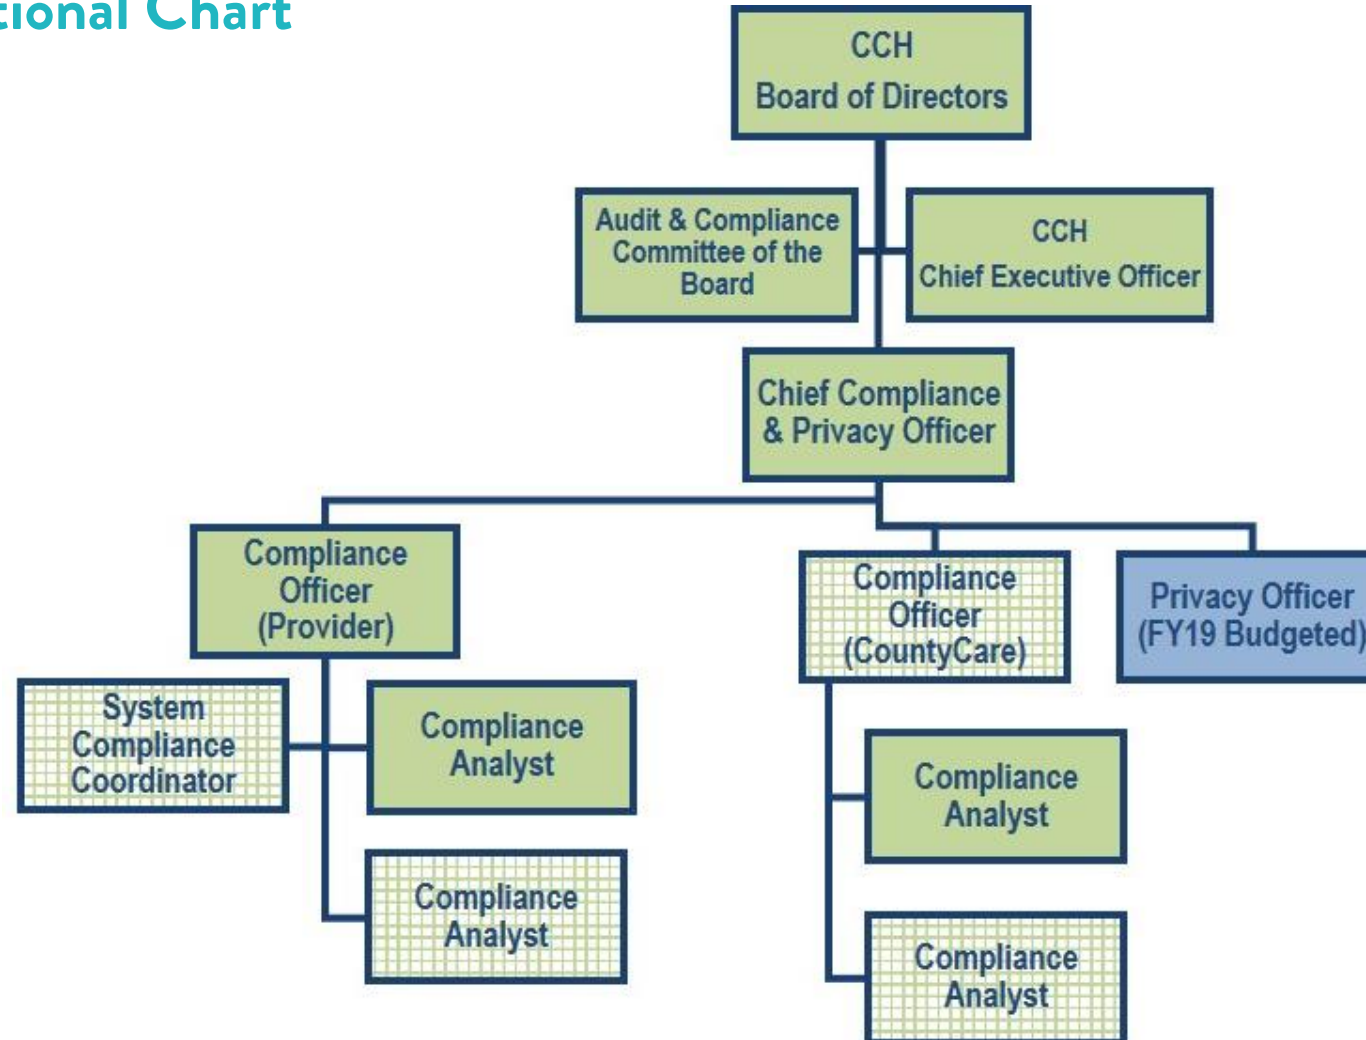 tional Chart
CCH
Board of Directors
Audit & Compliance
Committee of the
Board
CCH
Chief Executive Officer
Chief Compliance
& Privacy Officer
Compliance
Officer
(Provider)
Compliance
Officer
(CountyCare)
Privacy Officer
(FY19 Budgeted)
System
Compliance
Coordinator
Compliance
Analyst
Compliance
Analyst
Compliance
Analyst
Compliance
Analyst